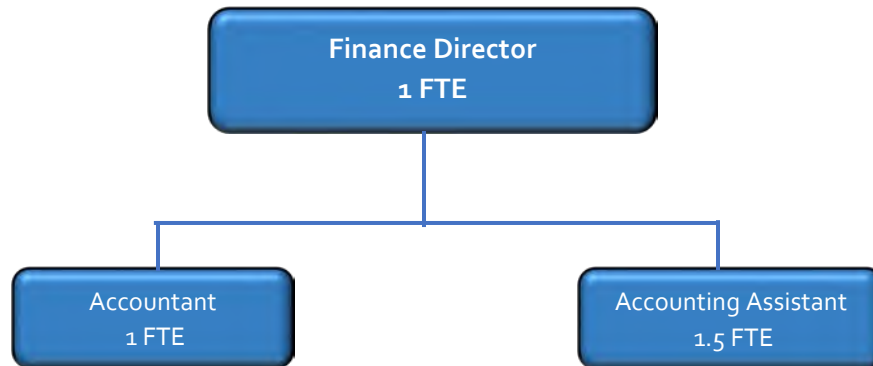 Finance Director
1 FTE
Accountant
1 FTE
Accounting Assistant
1.5 FTE